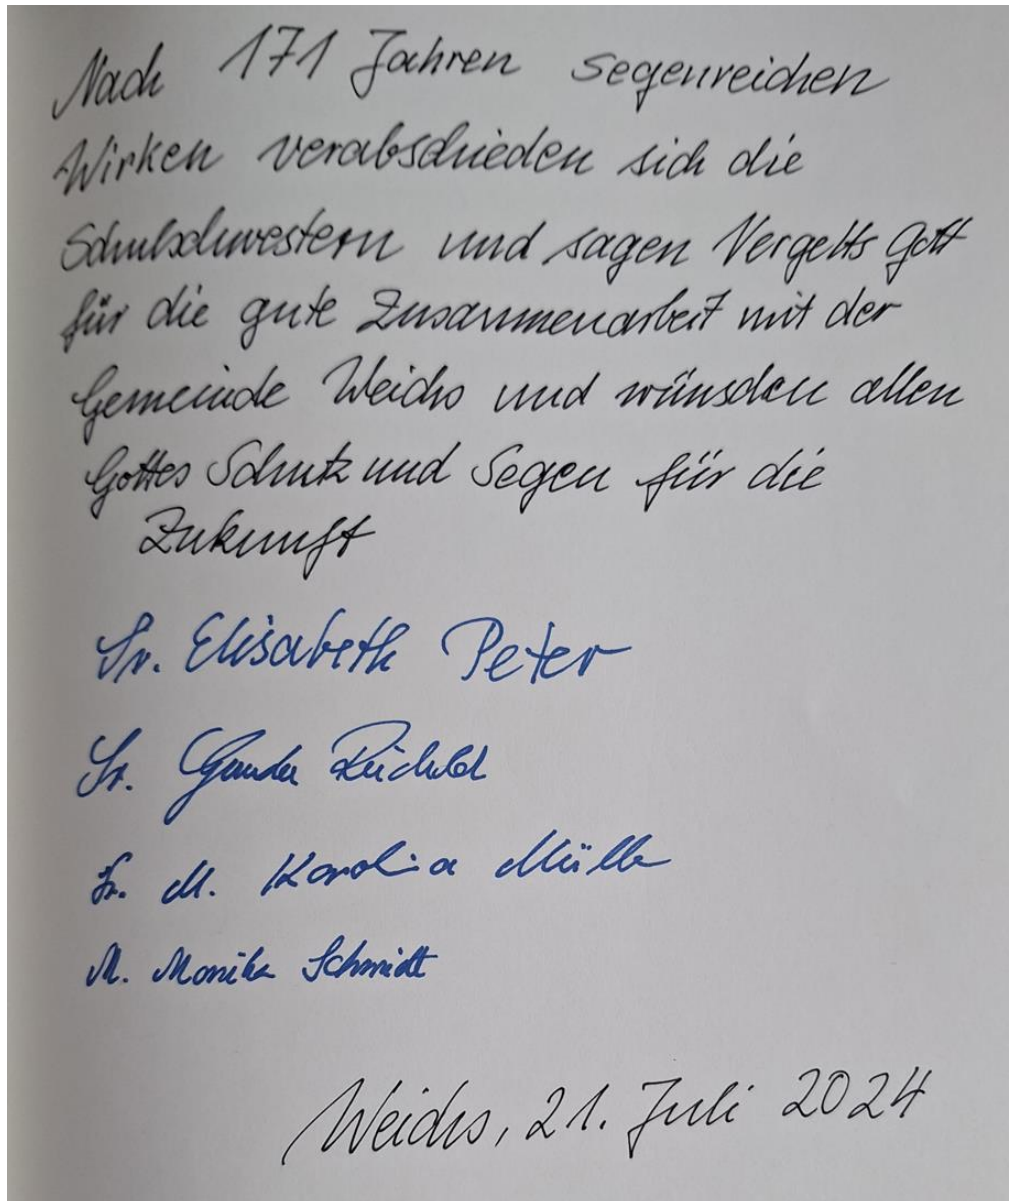 Nach 171 Jahren segenreichen
Wirken verabschieden sich die
Schulschwestern und sagen Vergelts Gott
für die gute Zusammenarbeit mit der
Gemeinde Weichs und wünschen allen
Gottes Schutz und Segen für die
Zukunft
Sr. Elisabeth Peter
Sr.
Sr. M. Karolina Müller
M. Monika Schmidt
Weichs, 21. Juli 2024